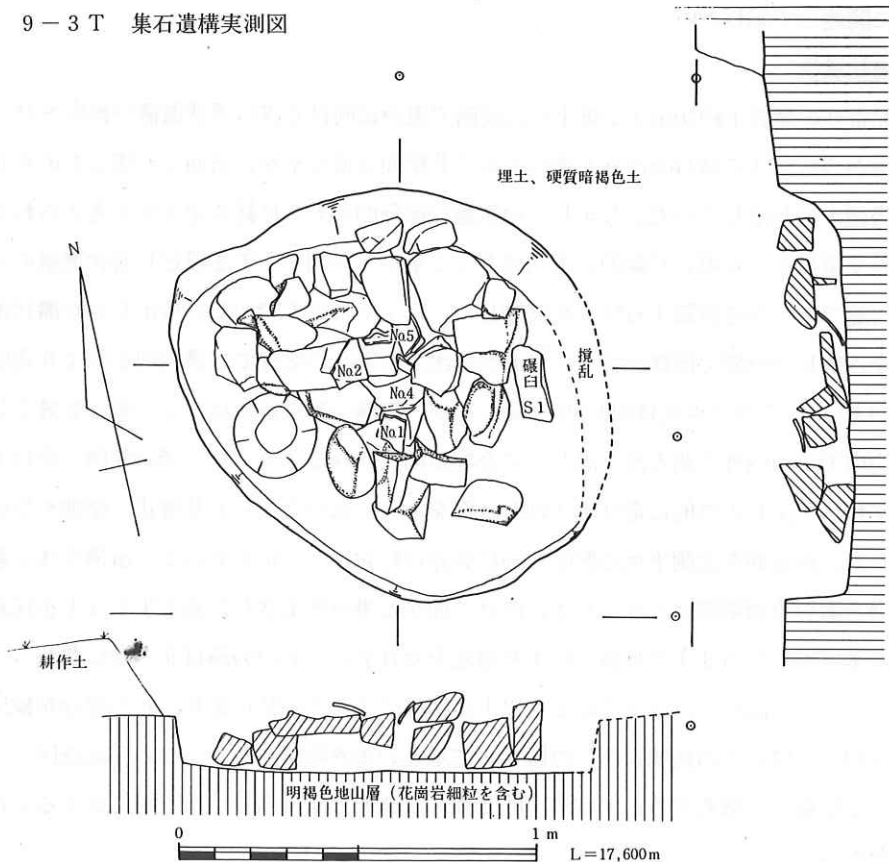 9－3T 集石遺構実測図
埋土、硬質暗褐色土
N
No.5
No.2
No.4
No.1
碾臼
S1
撹乱
耕作土
明褐色地山層（花崗岩細粒を含む）
0 1m
L=17,600m